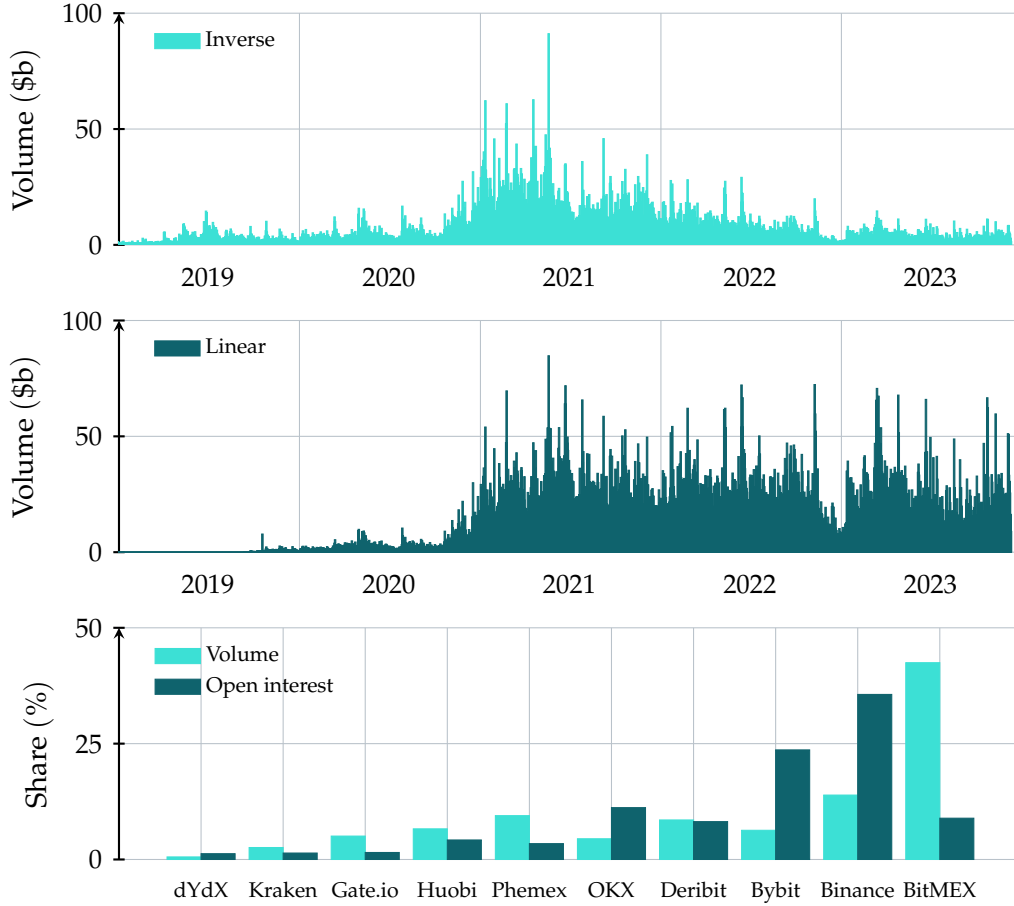 Volume ($b)
100
50
0
Inverse
2019 2020 2021 2022 2023
Volume ($b)
100
50
0
Linear
2019 2020 2021 2022 2023
Share (%)
50
25
0
Volume
Open interest
dYdX Kraken Gate.io Huobi Phemex OKX Deribit Bybit Binance BitMEX